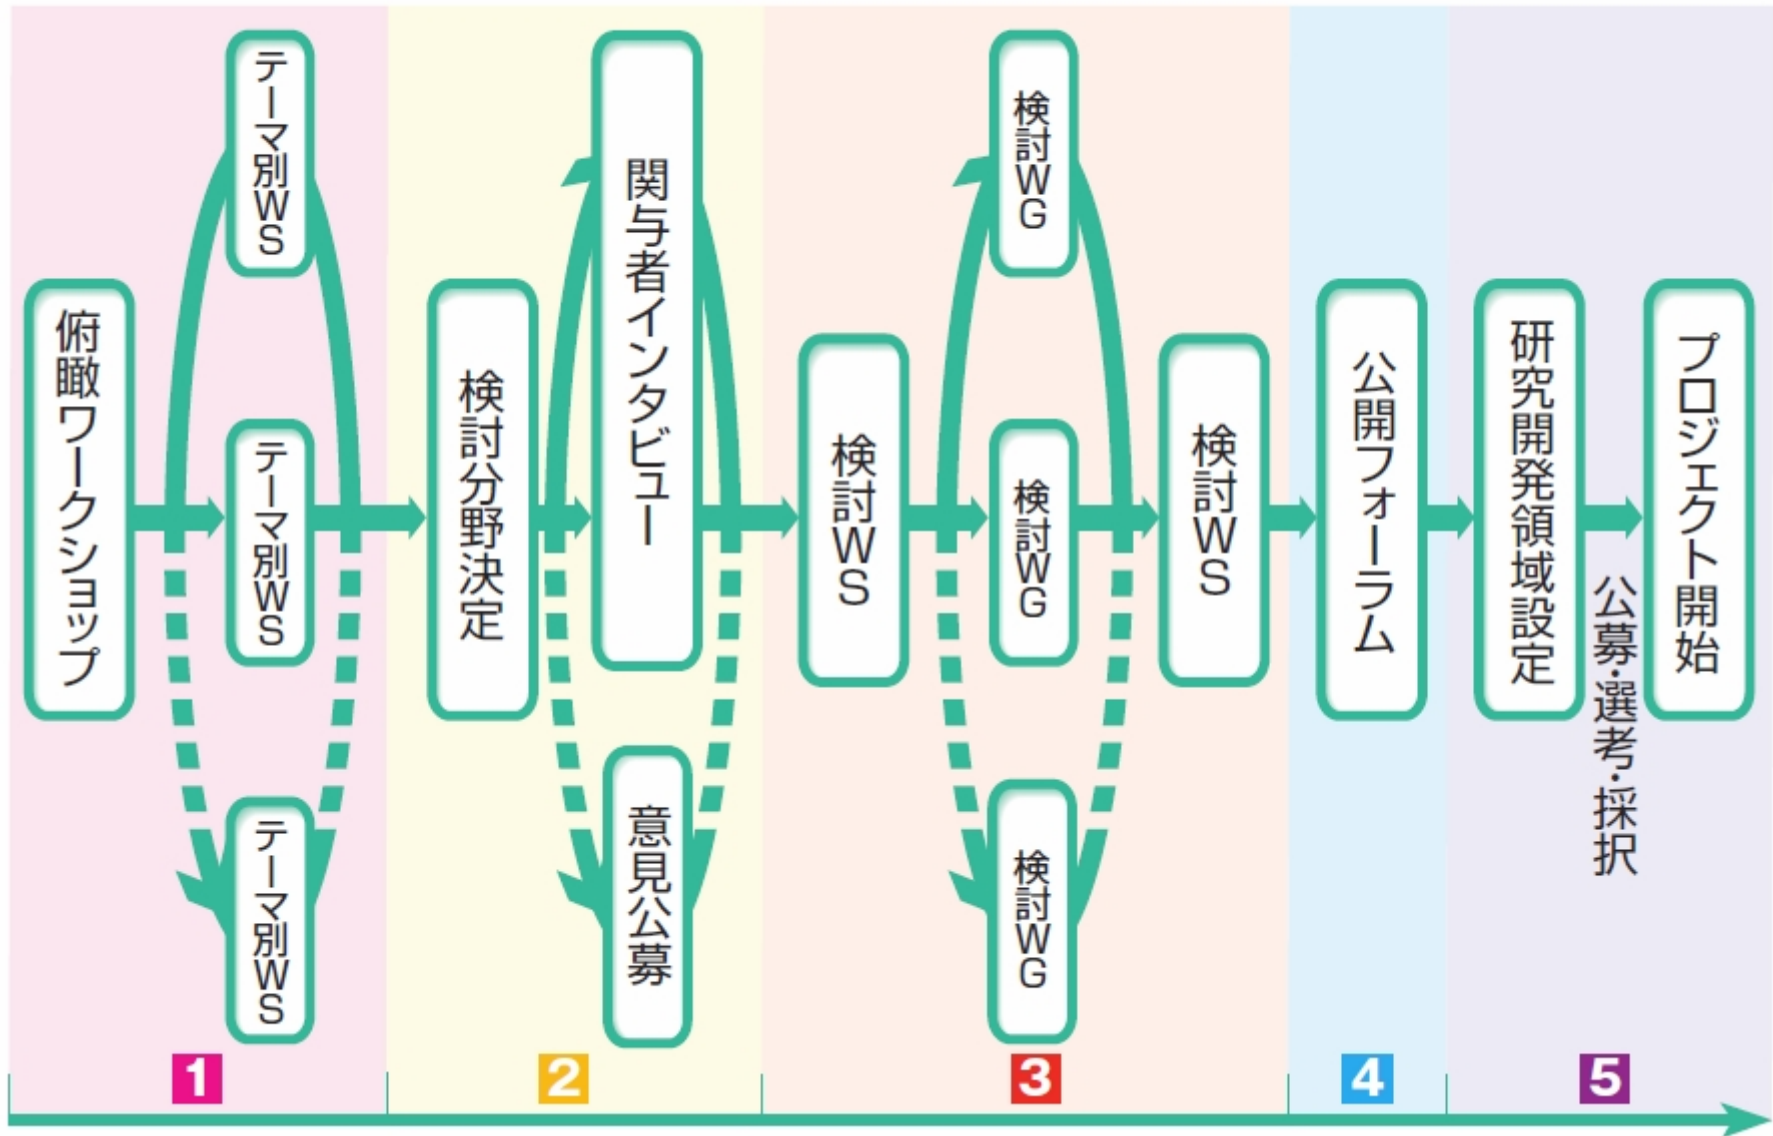 俯瞰ワークショップ
テーマ別WS
テーマ別WS
テーマ別WS
検討分野決定
関与者インタビュー
意見公募
検討WS
検討WG
検討WG
検討WG
検討WS
公開フォーラム
研究開発領域設定
公募・選考・採択
プロジェクト開始
1
2
3
4
5